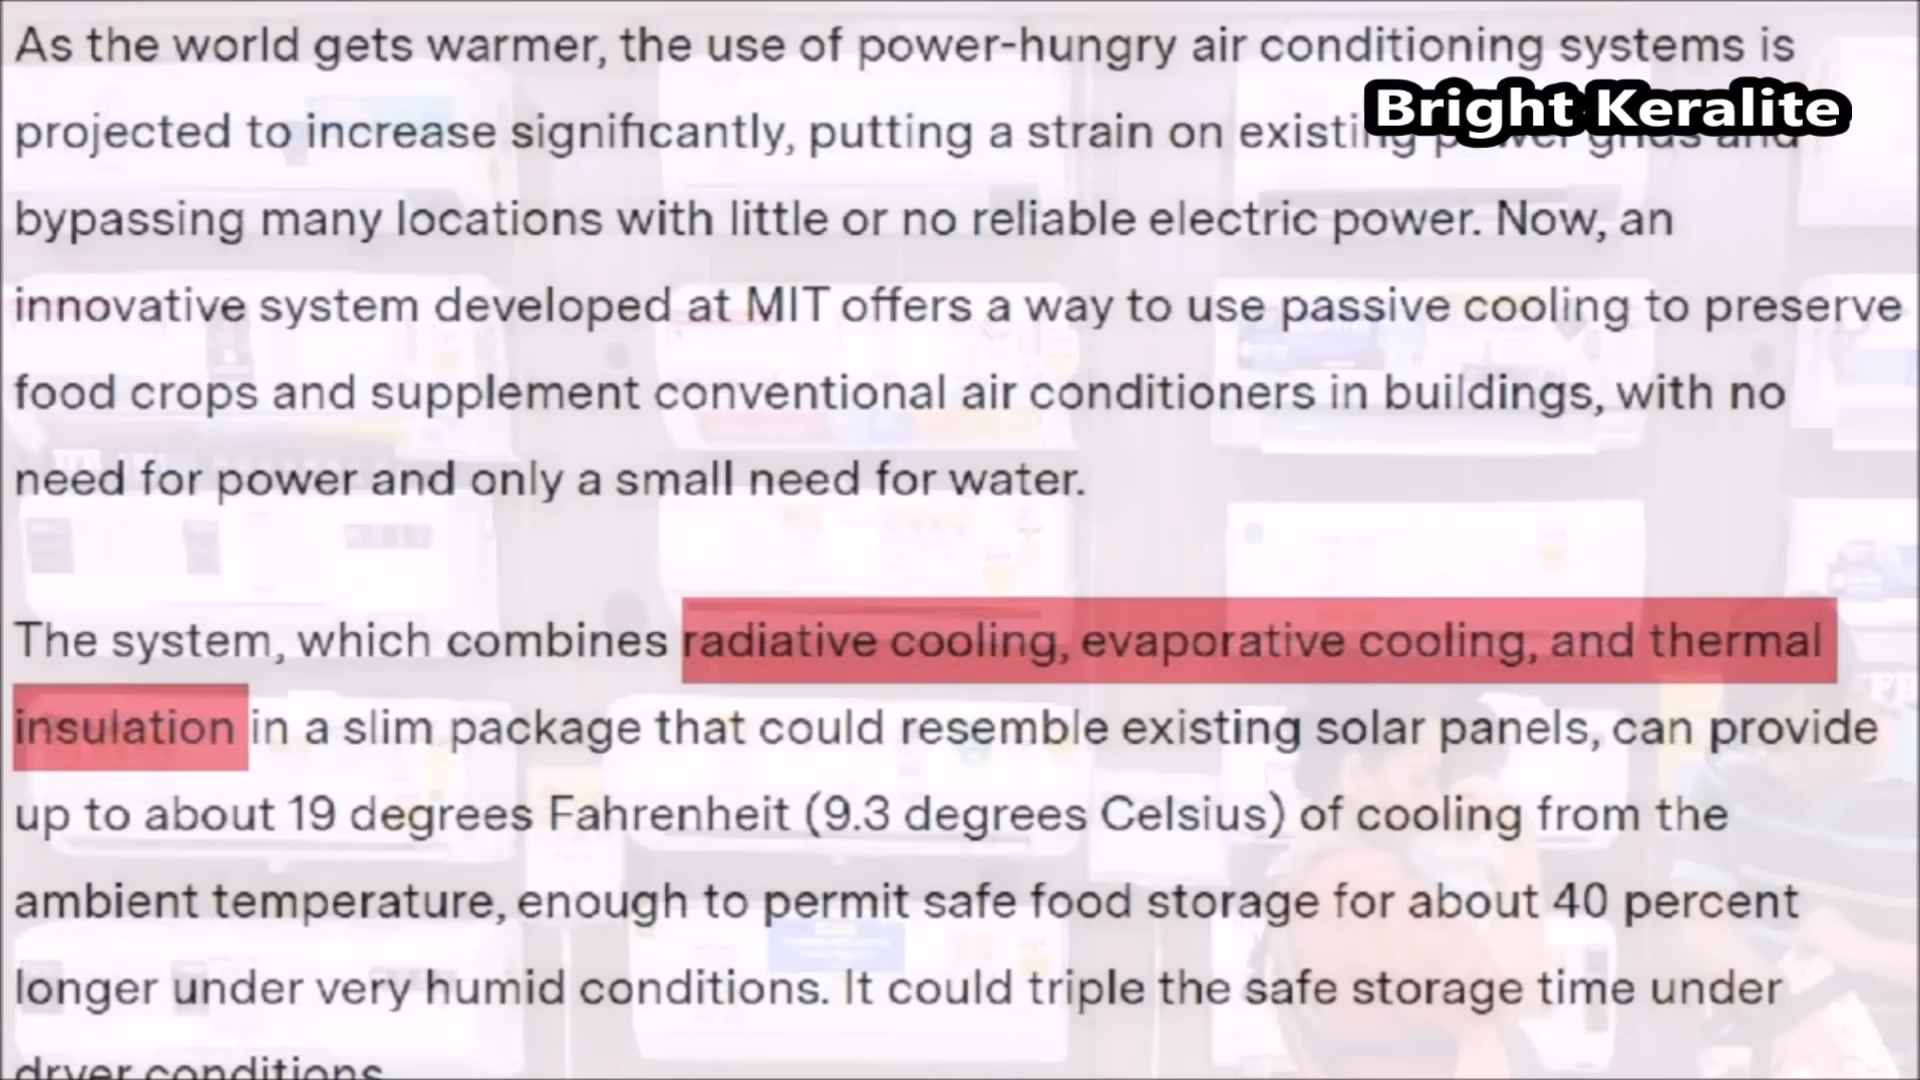 As the world gets warmer, the use of power-hungry air conditioning systems is
Bright Keralite
projected to increase significantly, putting a strain on existing power grids and
bypassing many locations with little or no reliable electric power. Now, an
innovative system developed at MIT offers a way to use passive cooling to preserve
food crops and supplement conventional air conditioners in buildings, with no
need for power and only a small need for water.
The system, which combines radiative cooling, evaporative cooling, and thermal
insulation in a slim package that could resemble existing solar panels, can provide
up to about 19 degrees Fahrenheit (9.3 degrees Celsius) of cooling from the
ambient temperature, enough to permit safe food storage for about 40 percent
longer under very humid conditions. It could triple the safe storage time under
dryer conditions.